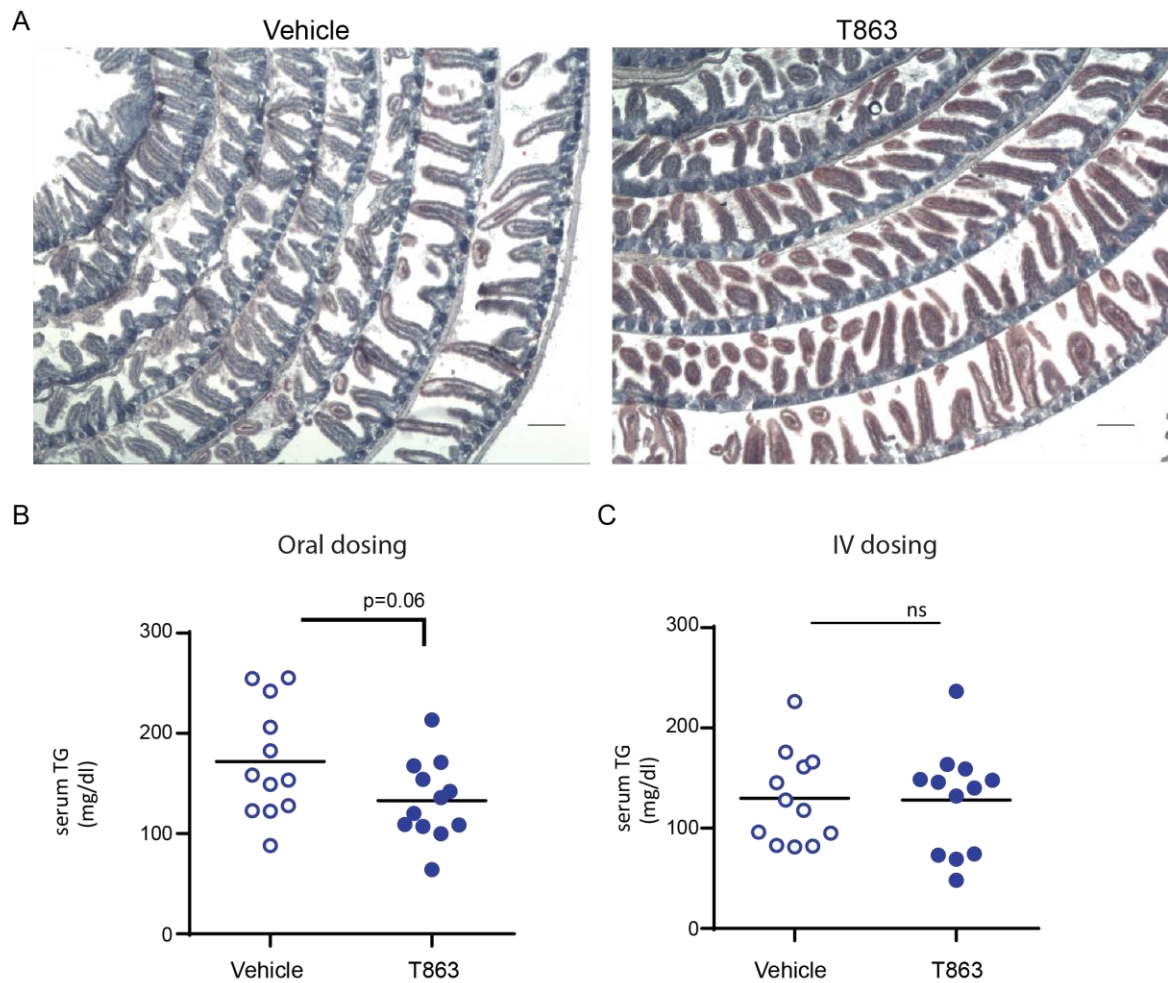 A
Vehicle
T863
B
Oral dosing
p=0.06
300
200
100
0
serum TG
(mg/dl)
Vehicle
T863
C
IV dosing
ns
300
200
100
0
serum TG
(mg/dl)
Vehicle
T863